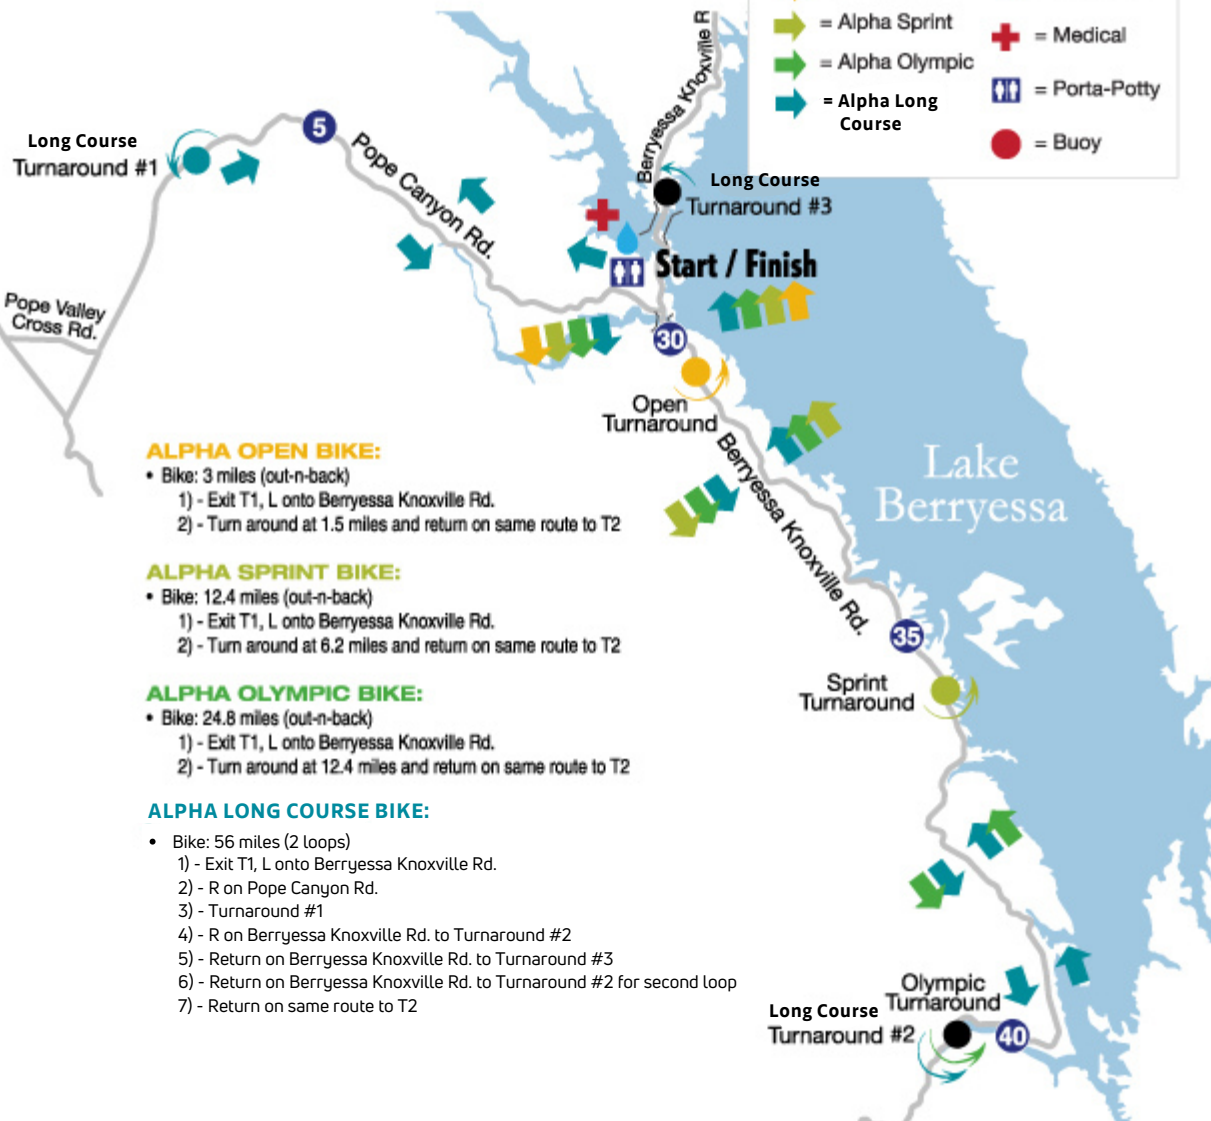 Berryessa Knoxville R
= Alpha Sprint
= Alpha Olympic
= Alpha Long
Course
= Medical
= Porta-Potty
= Buoy
Long Course
Turnaround #1
5
Pope Canyon Rd.
Long Course
Turnaround #3
Start / Finish
Pope Valley
Cross Rd.
30
Open
Turnaround
Berryessa Knoxville Rd.
Lake
Berryessa
35
Sprint
Turnaround
ALPHA OPEN BIKE:
• Bike: 3 miles (out-n-back)
1) - Exit T1, L onto Berryessa Knoxville Rd.
2) - Turn around at 1.5 miles and return on same route to T2
ALPHA SPRINT BIKE:
• Bike: 12.4 miles (out-n-back)
1) - Exit T1, L onto Berryessa Knoxville Rd.
2) - Turn around at 6.2 miles and return on same route to T2
ALPHA OLYMPIC BIKE:
• Bike: 24.8 miles (out-n-back)
1) - Exit T1, L onto Berryessa Knoxville Rd.
2) - Turn around at 12.4 miles and return on same route to T2
ALPHA LONG COURSE BIKE:
• Bike: 56 miles (2 loops)
1) - Exit T1, L onto Berryessa Knoxville Rd.
2) - R on Pope Canyon Rd.
3) - Turnaround #1
4) - R on Berryessa Knoxville Rd. to Turnaround #2
5) - Return on Berryessa Knoxville Rd. to Turnaround #3
6) - Return on Berryessa Knoxville Rd. to Turnaround #2 for second loop
7) - Return on same route to T2
Olympic
Turnaround
Long Course
Turnaround #2
40